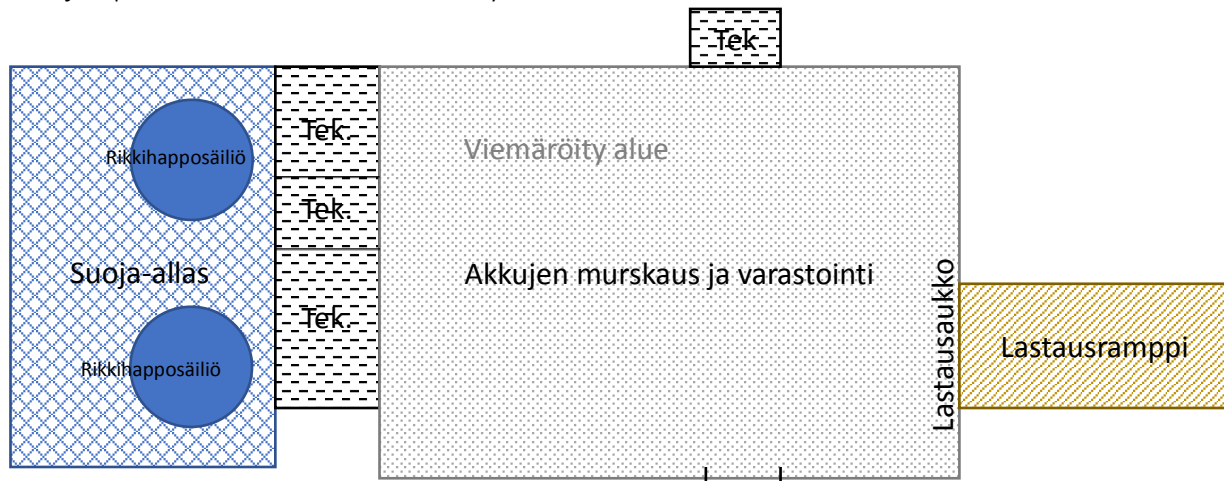 Tek
Tek.
Viemäröity alue
Rikkihapposäiliö
Tek.
Suoja-allas
Akkujen murskaus ja varastointi
Tek.
Lastausaukko
Lastausramppi
Rikkihapposäiliö